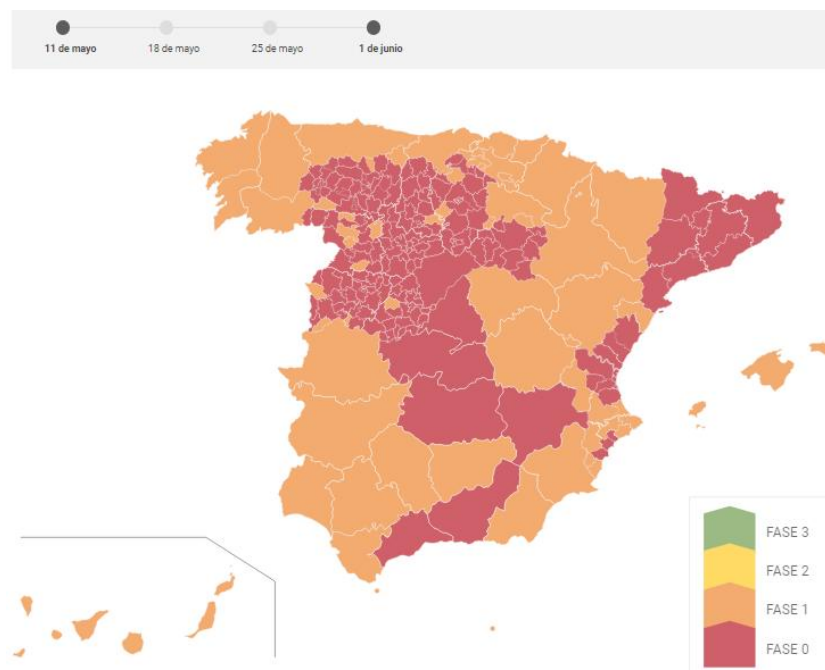 11 de mayo
18 de mayo
25 de mayo
1 de junio
FASE 3
FASE 2
FASE 1
FASE 0